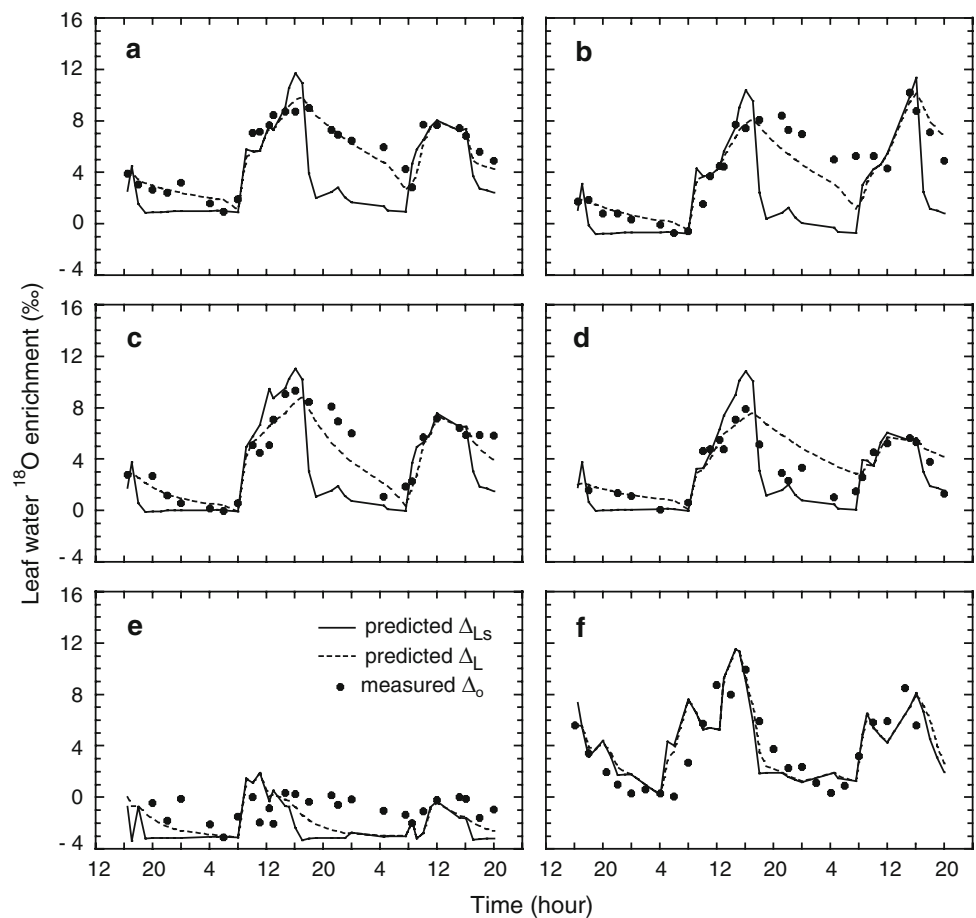 Leaf water ¹⁸O enrichment (‰)
16
12
8
4
0
-4
a
b
16
12
8
4
0
-4
c
d
16
12
8
4
0
-4
e
predicted Δ_Ls
predicted Δ_L
measured Δ_o
f
12 20 4 12 20 4 12 20
12 20 4 12 20 4 12 20
Time (hour)